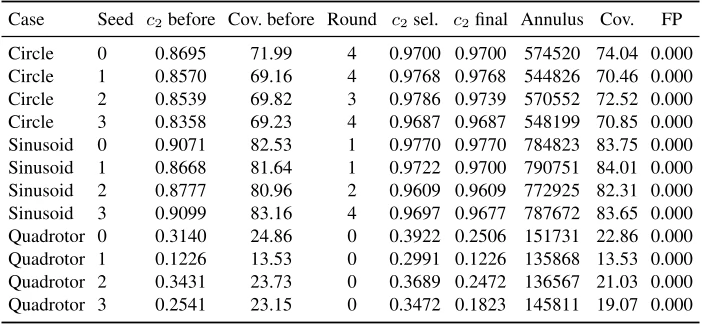 Case Seed c₂ before Cov. before Round c₂ sel. c₂ final Annulus Cov. FP
Circle 0 0.8695 71.99 4 0.9700 0.9700 574520 74.04 0.000
Circle 1 0.8570 69.16 4 0.9768 0.9768 544826 70.46 0.000
Circle 2 0.8539 69.82 3 0.9786 0.9739 570552 72.52 0.000
Circle 3 0.8358 69.23 4 0.9687 0.9687 548199 70.85 0.000
Sinusoid 0 0.9071 82.53 1 0.9770 0.9770 784823 83.75 0.000
Sinusoid 1 0.8668 81.64 1 0.9722 0.9700 790751 84.01 0.000
Sinusoid 2 0.8777 80.96 2 0.9609 0.9609 772925 82.31 0.000
Sinusoid 3 0.9099 83.16 4 0.9697 0.9677 787672 83.65 0.000
Quadrotor 0 0.3140 24.86 0 0.3922 0.2506 151731 22.86 0.000
Quadrotor 1 0.1226 13.53 0 0.2991 0.1226 135868 13.53 0.000
Quadrotor 2 0.3431 23.73 0 0.3689 0.2472 136567 21.03 0.000
Quadrotor 3 0.2541 23.15 0 0.3472 0.1823 145811 19.07 0.000